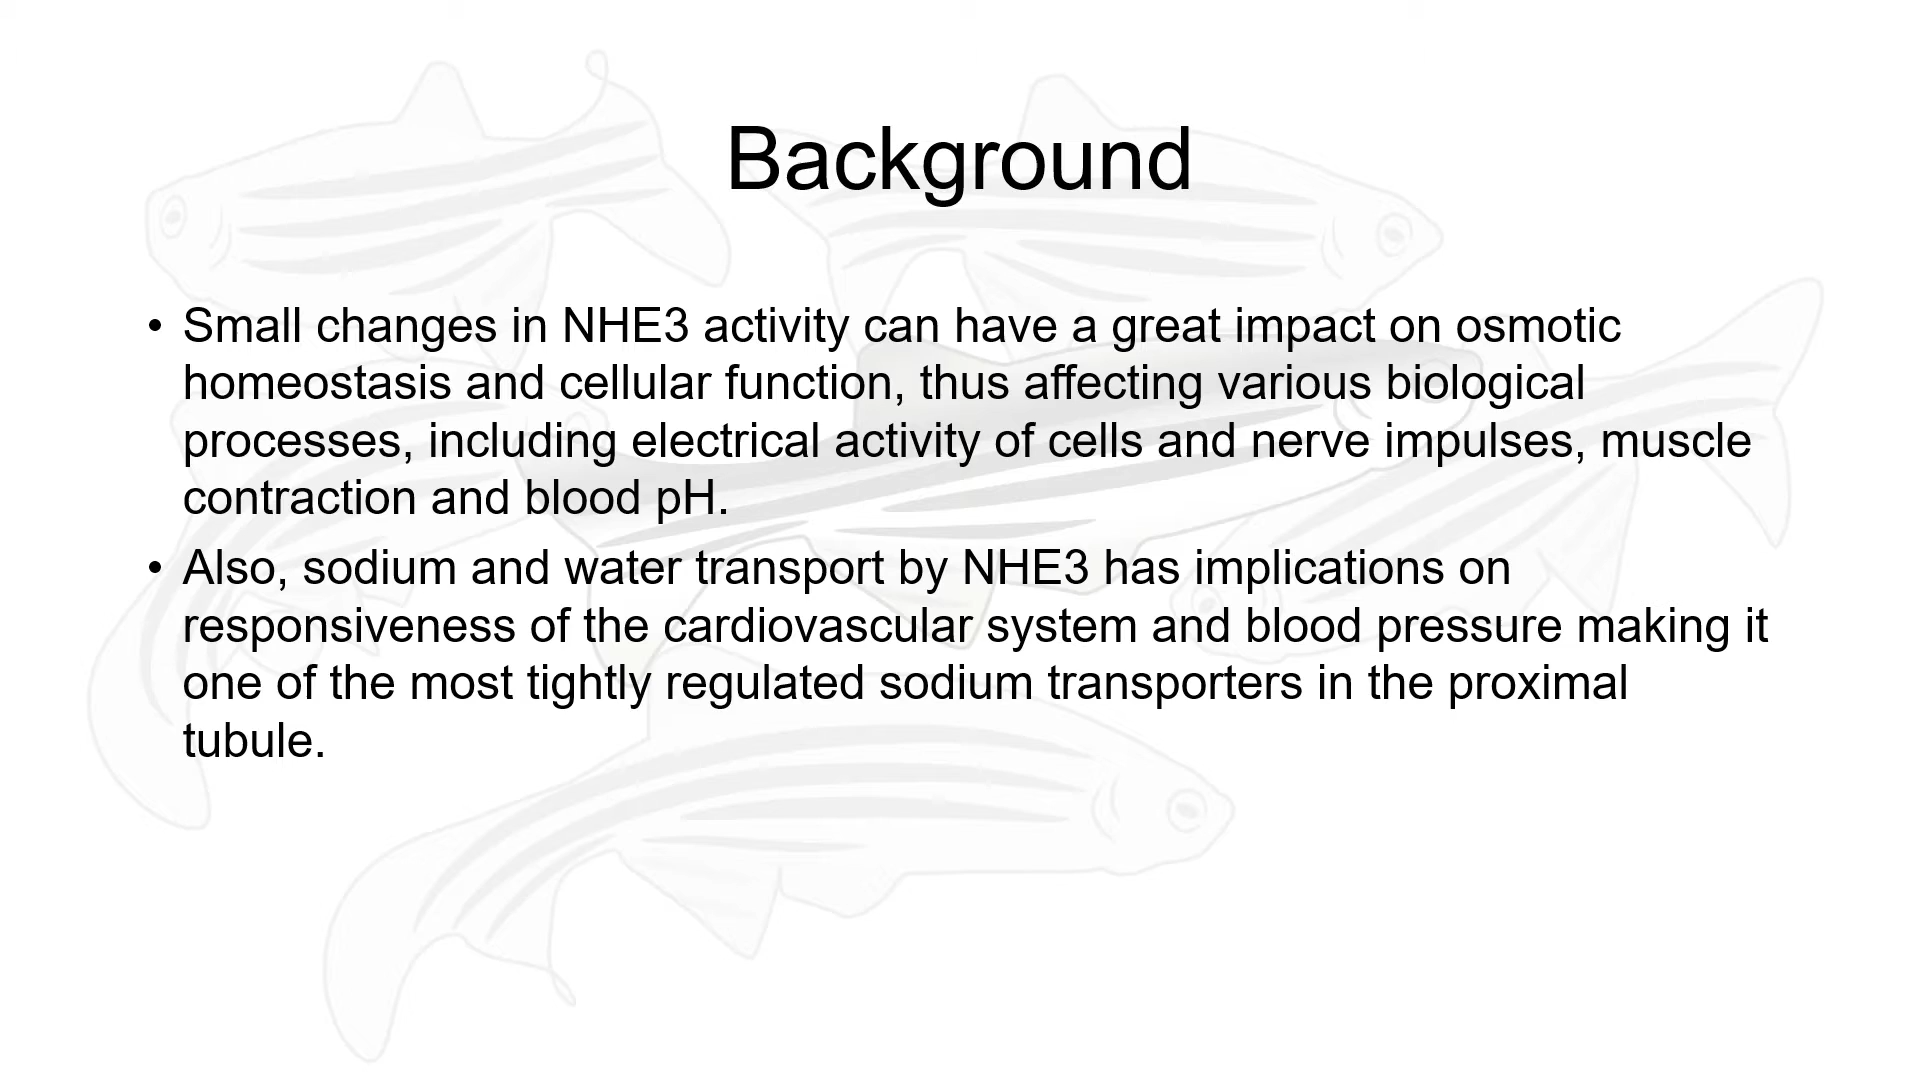 Background
• Small changes in NHE3 activity can have a great impact on osmotic
homeostasis and cellular function, thus affecting various biological
processes, including electrical activity of cells and nerve impulses, muscle
contraction and blood pH.
• Also, sodium and water transport by NHE3 has implications on
responsiveness of the cardiovascular system and blood pressure making it
one of the most tightly regulated sodium transporters in the proximal
tubule.